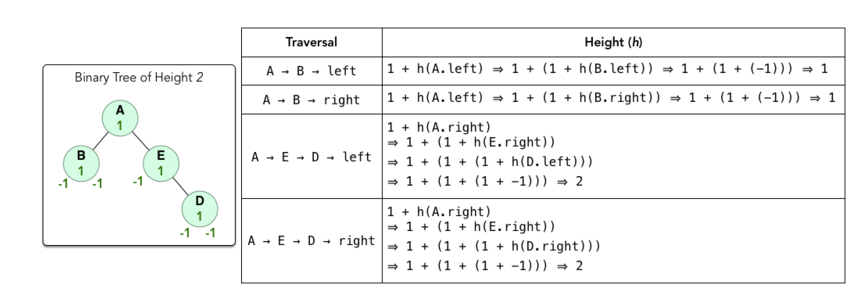 Binary Tree of Height 2
A
1
B
1
E
1
-1 -1 -1
D
1
-1 -1
Traversal Height (h)
A → B → left 1 + h(A.left) ⇒ 1 + (1 + h(B.left)) ⇒ 1 + (1 + (-1))) ⇒ 1
A → B → right 1 + h(A.left) ⇒ 1 + (1 + h(B.right)) ⇒ 1 + (1 + (-1))) ⇒ 1
A → E → D → left
1 + h(A.right)
⇒ 1 + (1 + h(E.right))
⇒ 1 + (1 + (1 + h(D.left)))
⇒ 1 + (1 + (1 + -1))) ⇒ 2
A → E → D → right
1 + h(A.right)
⇒ 1 + (1 + h(E.right))
⇒ 1 + (1 + (1 + h(D.right)))
⇒ 1 + (1 + (1 + -1))) ⇒ 2